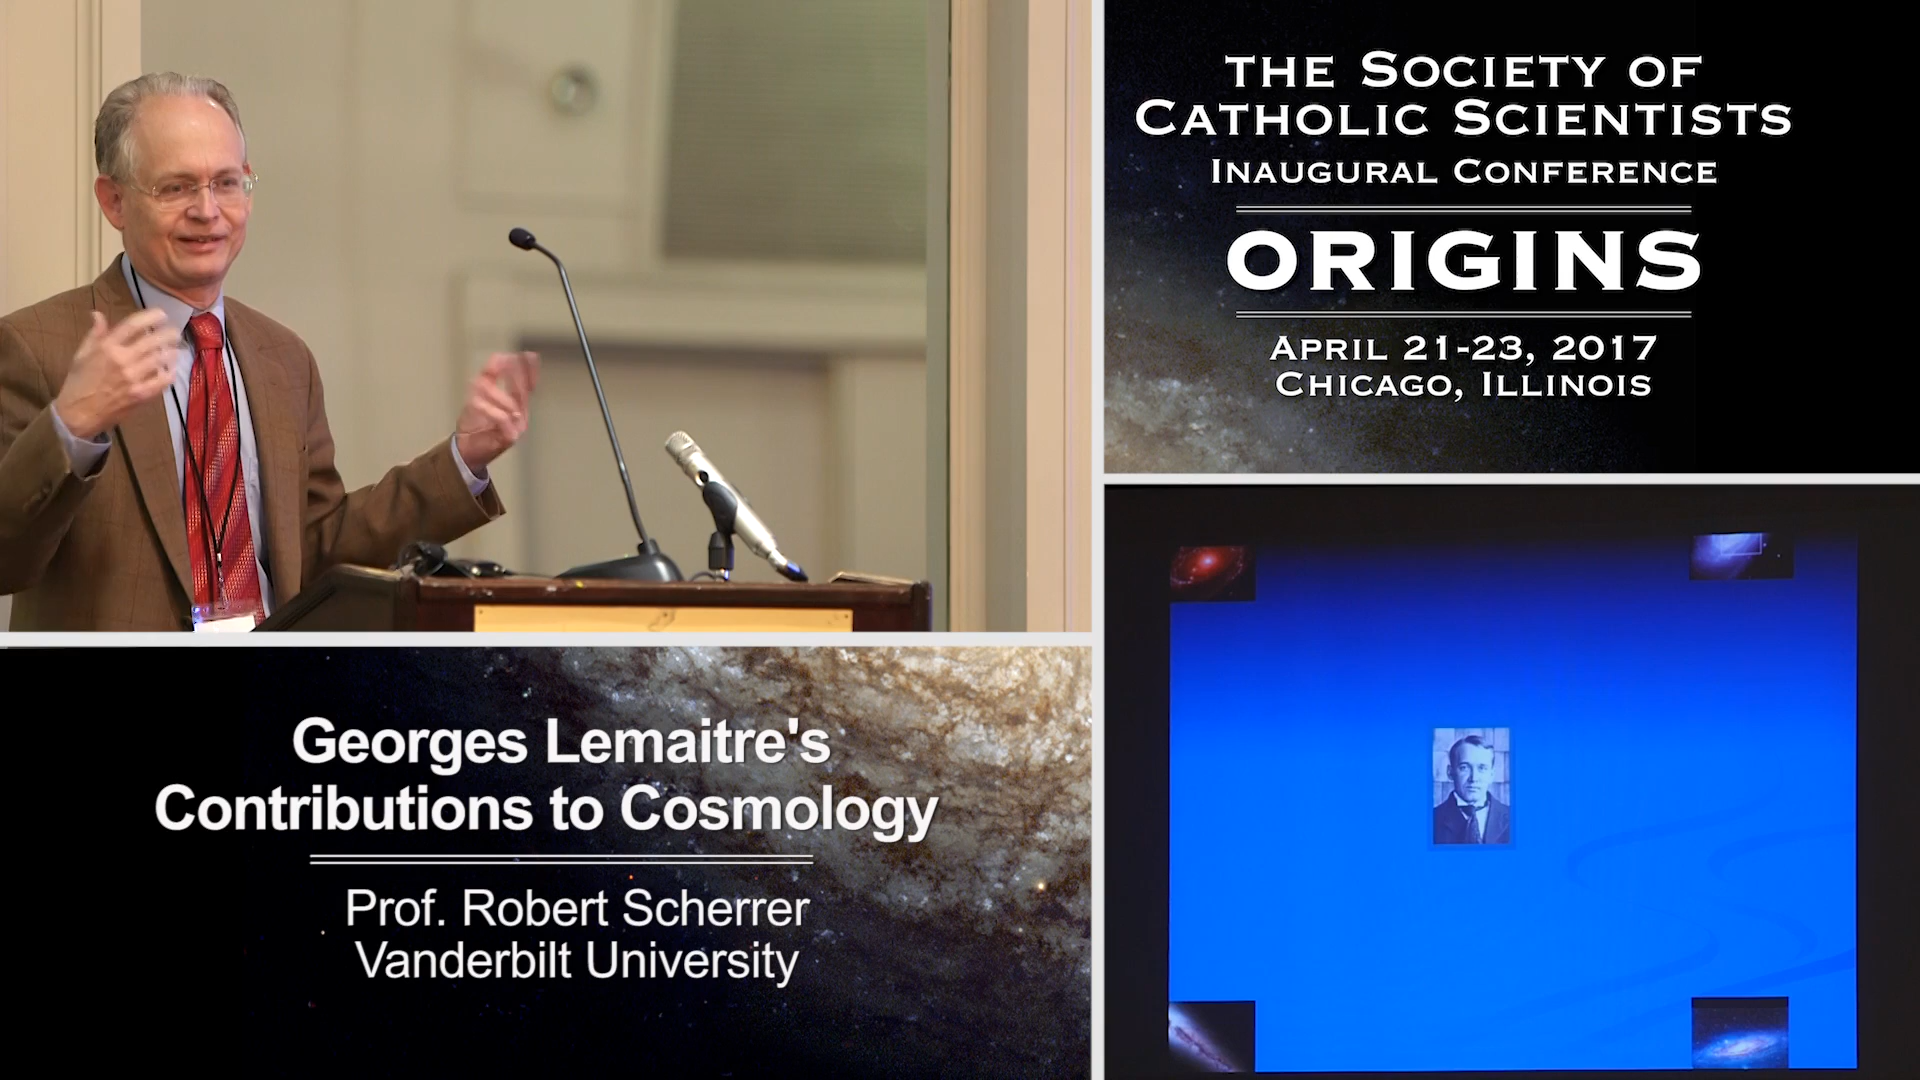 THE SOCIETY OF
CATHOLIC SCIENTISTS
INAUGURAL CONFERENCE
ORIGINS
APRIL 21-23, 2017
CHICAGO, ILLINOIS
Georges Lemaitre's
Contributions to Cosmology
Prof. Robert Scherrer
Vanderbilt University